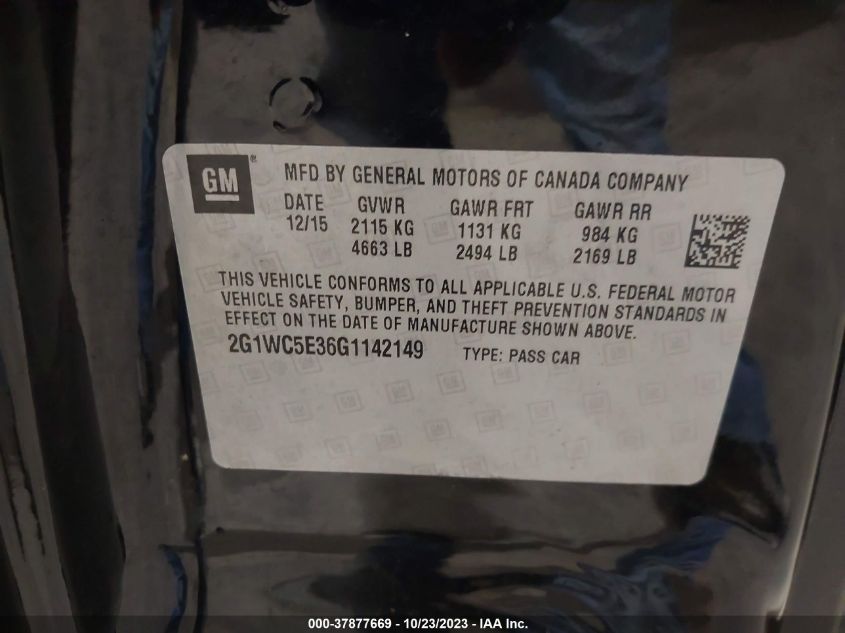 GM®
MFD BY GENERAL MOTORS OF CANADA COMPANY
DATE GVWR GAWR FRT GAWR RR
12/15 2115 KG 1131 KG 984 KG
4663 LB 2494 LB 2169 LB
THIS VEHICLE CONFORMS TO ALL APPLICABLE U.S. FEDERAL MOTOR
VEHICLE SAFETY, BUMPER, AND THEFT PREVENTION STANDARDS IN
EFFECT ON THE DATE OF MANUFACTURE SHOWN ABOVE.
2G1WC5E36G1142149 TYPE: PASS CAR
000-37877669 - 10/23/2023 - IAA Inc.